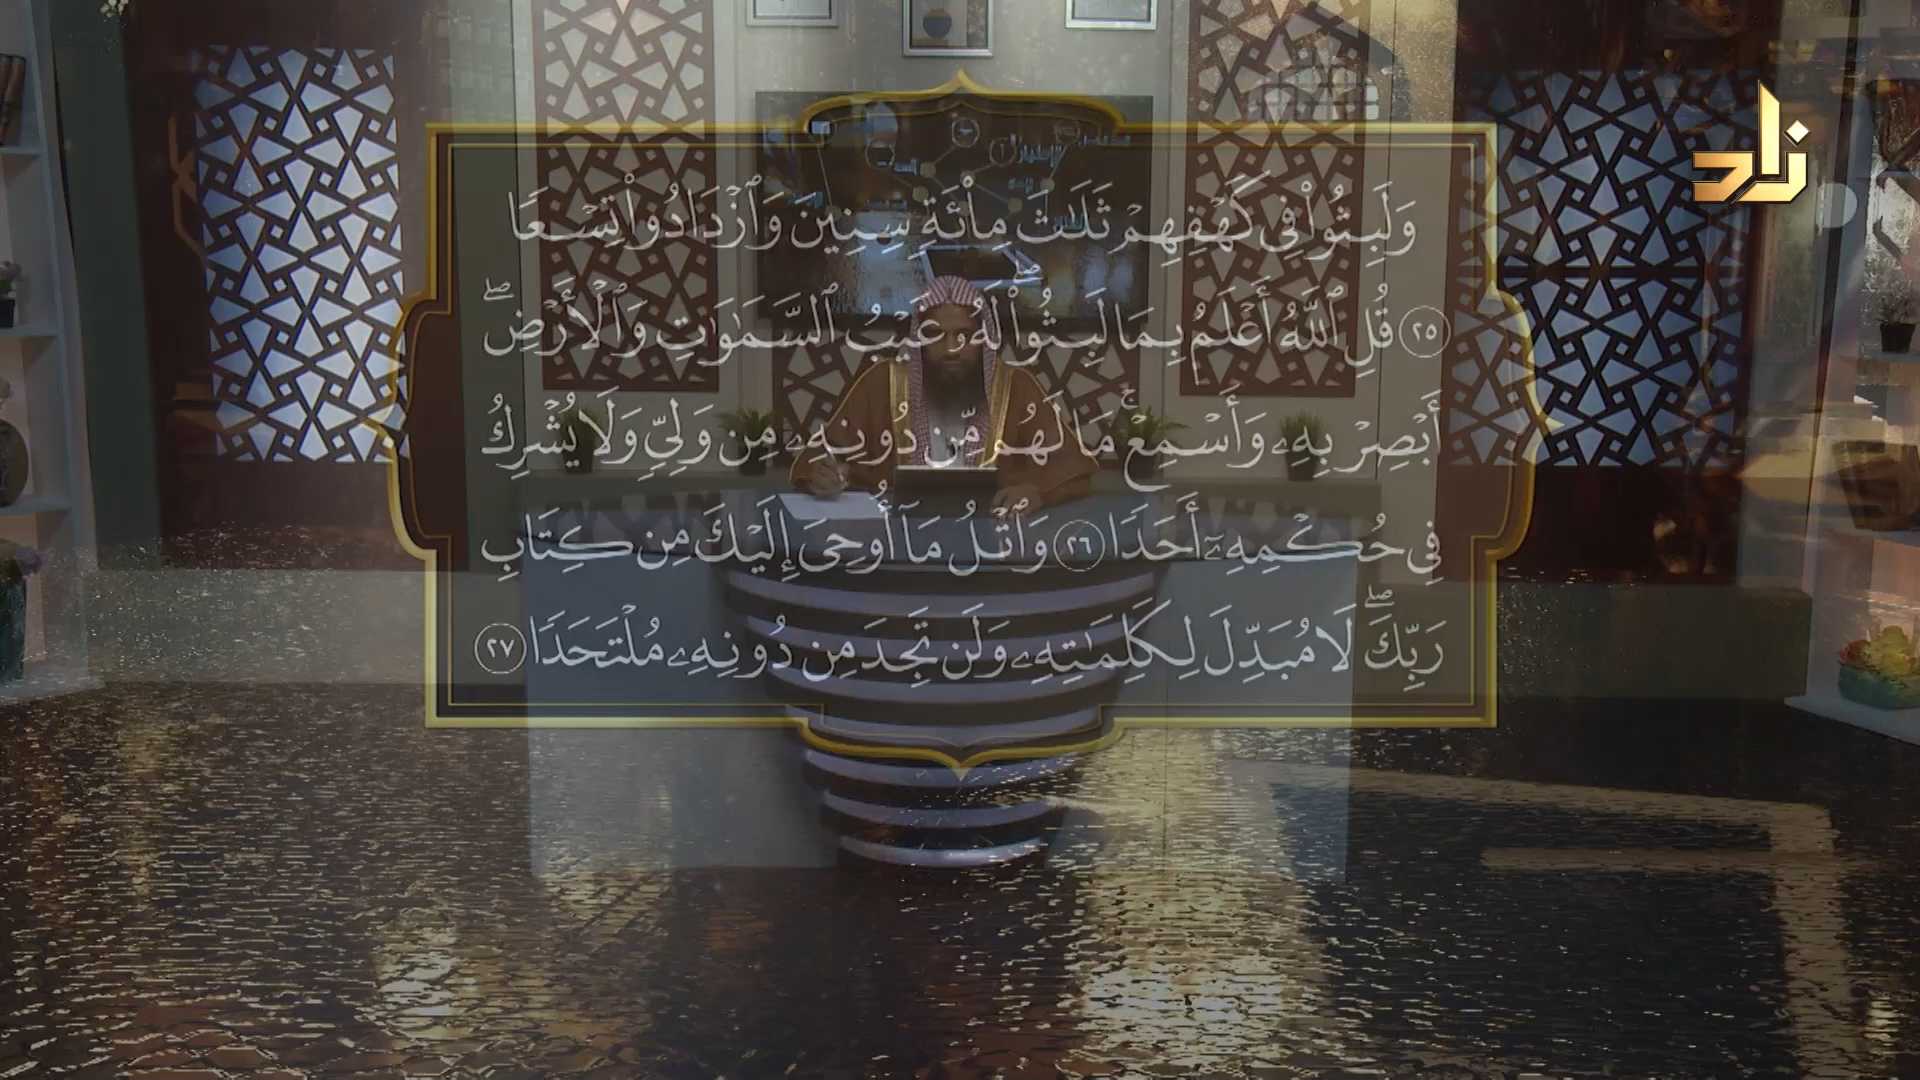 زاد
وَلَبِثُوا۟ فِى كَهْفِهِمْ ثَلَٰثَ مِا۟ئَةٍ سِنِينَ وَٱزْدَادُوا۟ تِسْعًا
٢٥ قُلِ ٱللَّهُ أَعْلَمُ بِمَا لَبِثُوا۟ ۖ لَهُۥ غَيْبُ ٱلسَّمَٰوَٰتِ وَٱلْأَرْضِ ۖ
أَبْصِرْ بِهِۦ وَأَسْمِعْ ۚ مَا لَهُم مِّن دُونِهِۦ مِن وَلِىٍّ وَلَا يُشْرِكُ
فِى حُكْمِهِۦٓ أَحَدًا ٢٦ وَٱتْلُ مَآ أُوحِىَ إِلَيْكَ مِن كِتَابِ
رَبِّكَ ۖ لَا مُبَدِّلَ لِكَلِمَٰتِهِۦ وَلَن تَجِدَ مِن دُونِهِۦ مُلْتَحَدًا ٢٧